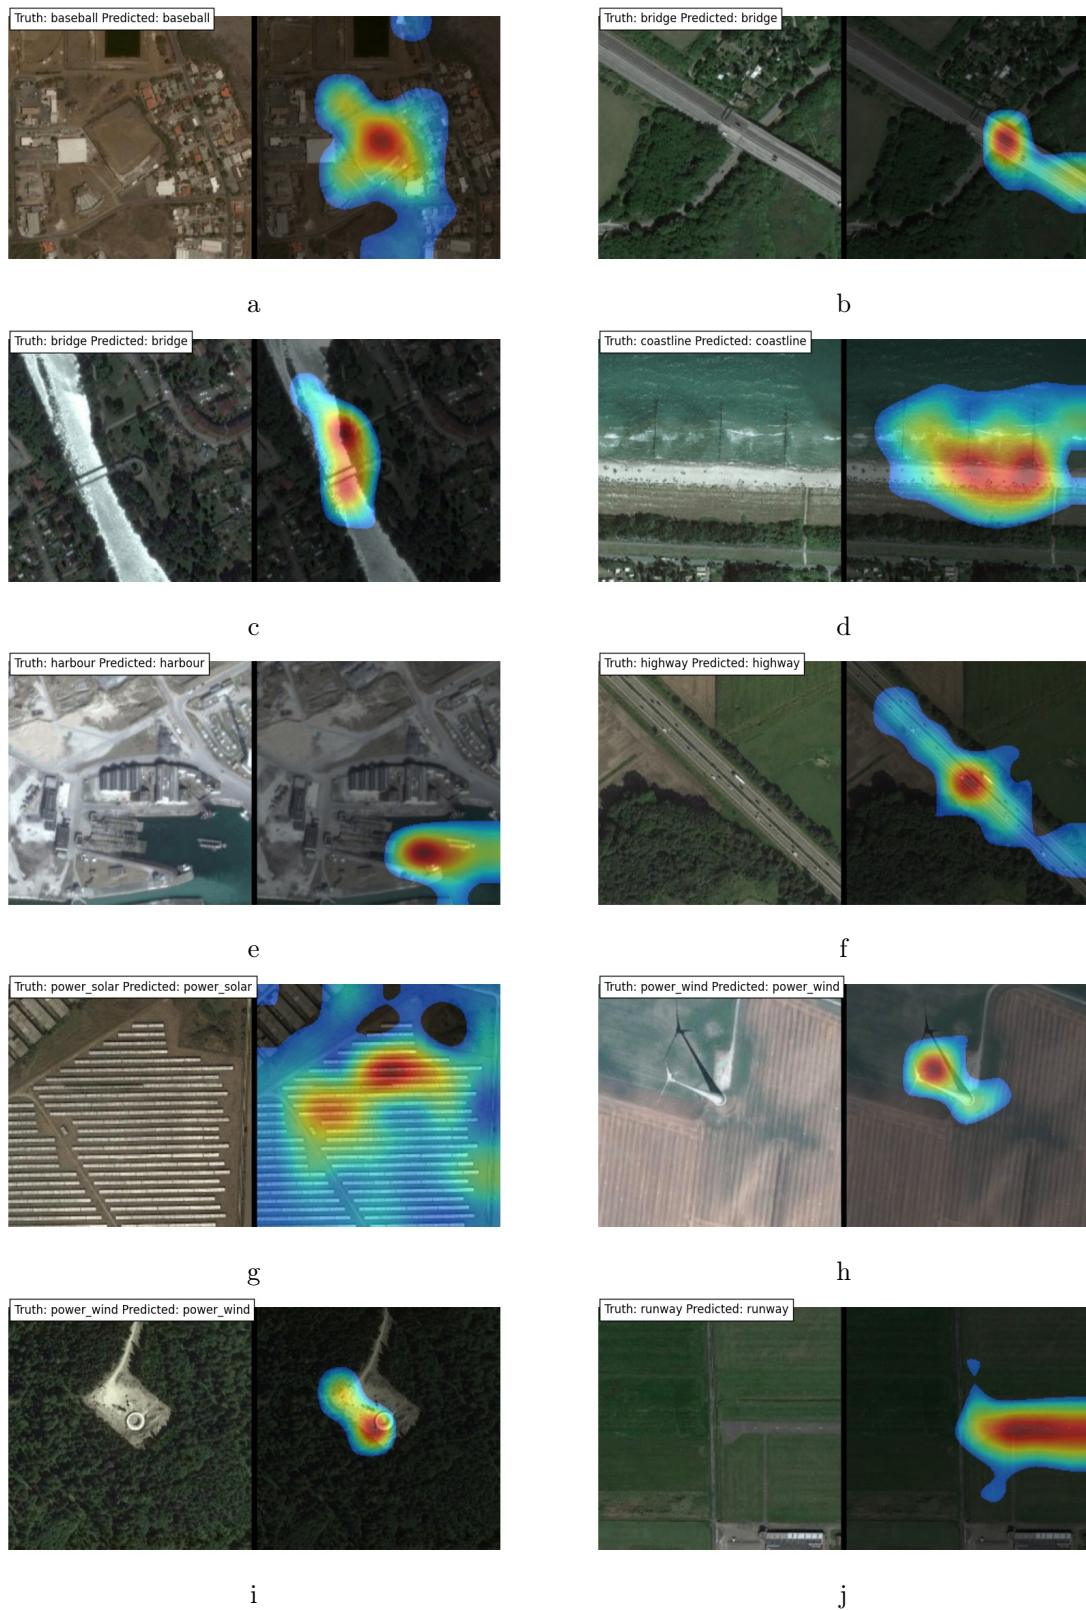 Truth: baseball Predicted: baseball
Truth: bridge Predicted: bridge
a
b
Truth: bridge Predicted: bridge
Truth: coastline Predicted: coastline
c
d
Truth: harbour Predicted: harbour
Truth: highway Predicted: highway
e
f
Truth: power_solar Predicted: power_solar
Truth: power_wind Predicted: power_wind
g
h
Truth: power_wind Predicted: power_wind
Truth: runway Predicted: runway
i
j